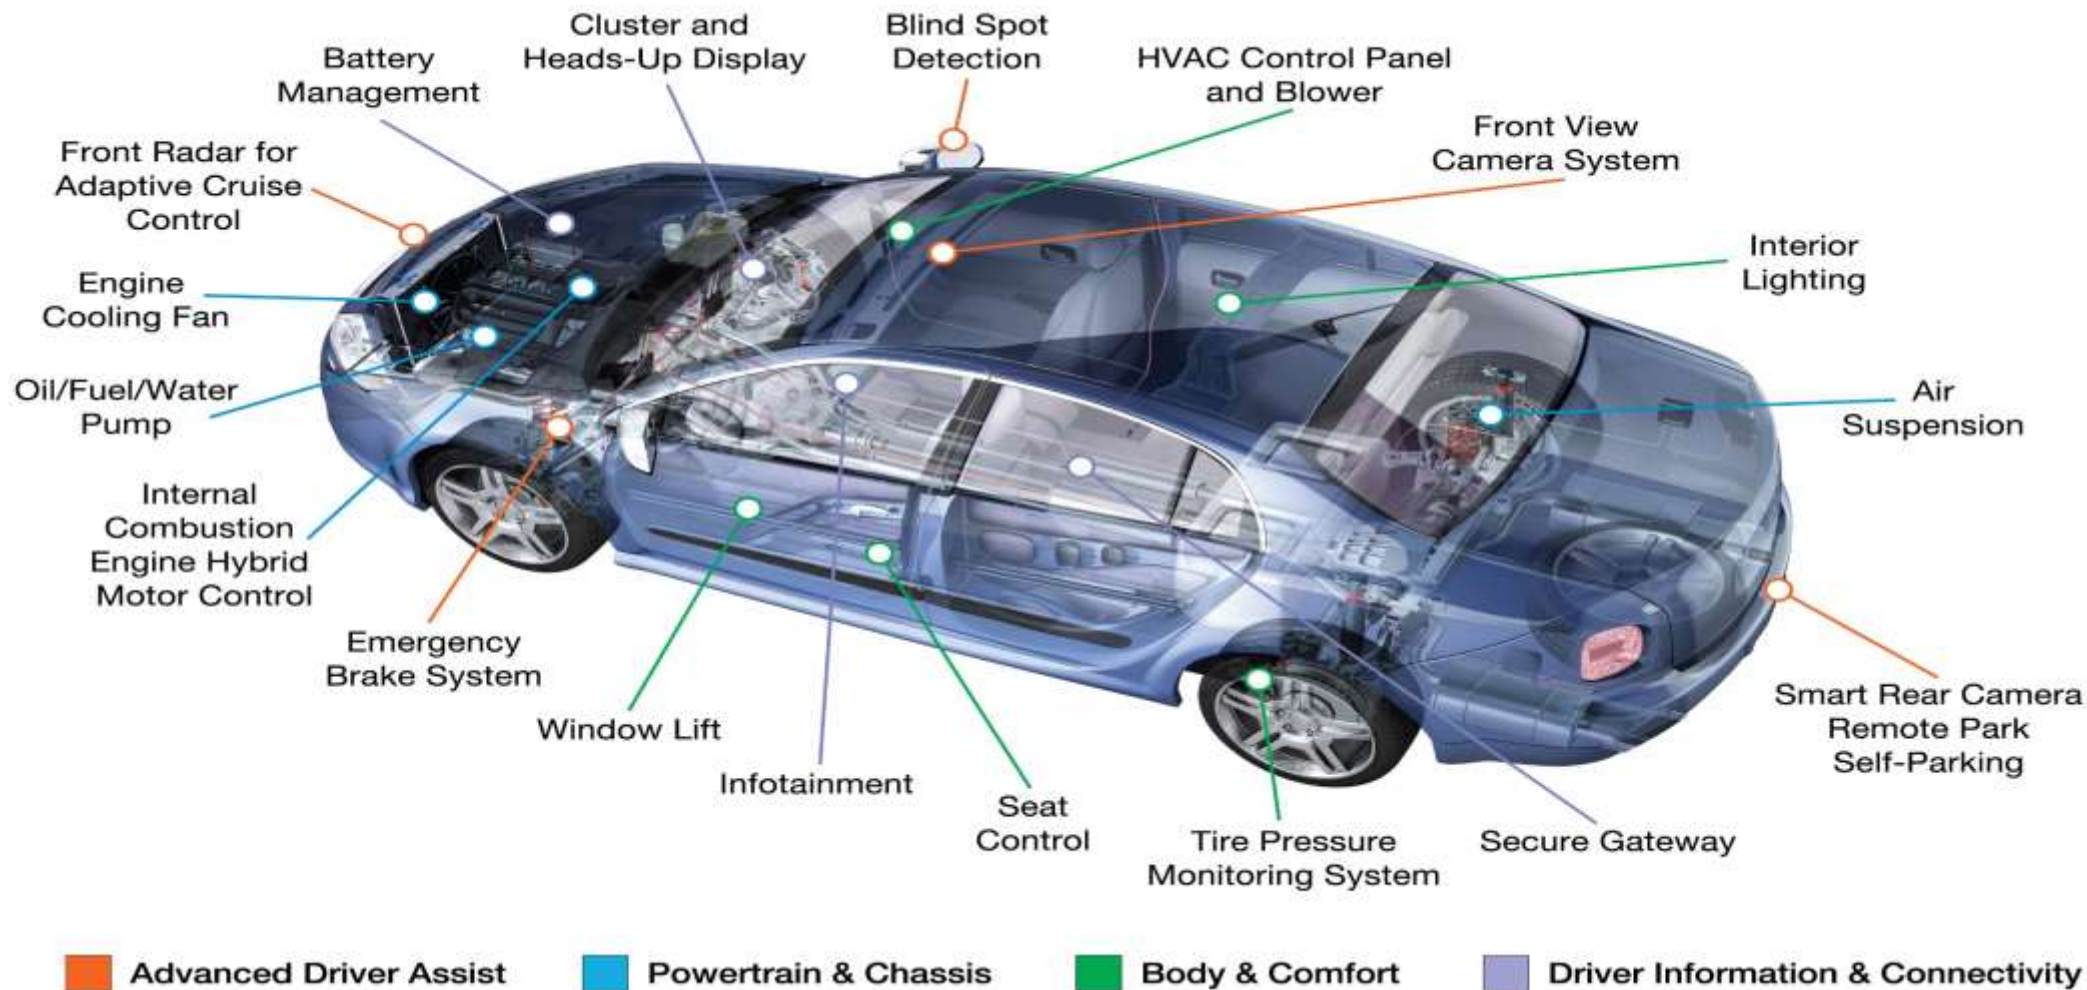 Cluster and
Heads-Up Display
Blind Spot
Detection
Battery
Management
HVAC Control Panel
and Blower
Front View
Camera System
Front Radar for
Adaptive Cruise
Control
Interior
Lighting
Engine
Cooling Fan
Oil/Fuel/Water
Pump
Air
Suspension
Internal
Combustion
Engine Hybrid
Motor Control
Emergency
Brake System
Window Lift
Infotainment
Seat
Control
Tire Pressure
Monitoring System
Secure Gateway
Smart Rear Camera
Remote Park
Self-Parking
Advanced Driver Assist
Powertrain & Chassis
Body & Comfort
Driver Information & Connectivity